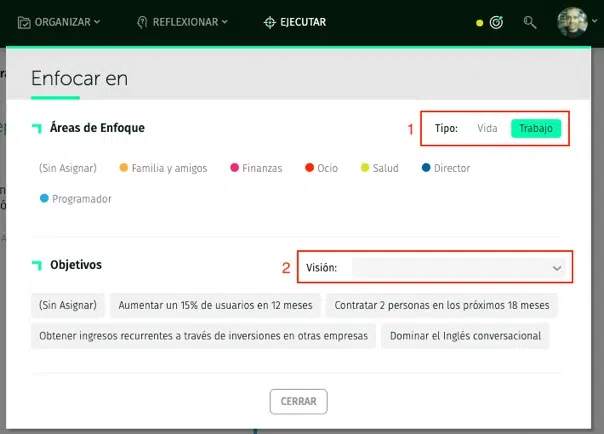 ORGANIZAR REFLEXIONAR EJECUTAR
Enfocar en
Áreas de Enfoque
1 Tipo: Vida Trabajo
(Sin Asignar) Familia y amigos Finanzas Ocio Salud Director
Programador
Objetivos
2 Visión:
(Sin Asignar) Aumentar un 15% de usuarios en 12 meses Contratar 2 personas en los próximos 18 meses
Obtener ingresos recurrentes a través de inversiones en otras empresas Dominar el Inglés conversacional
CERRAR